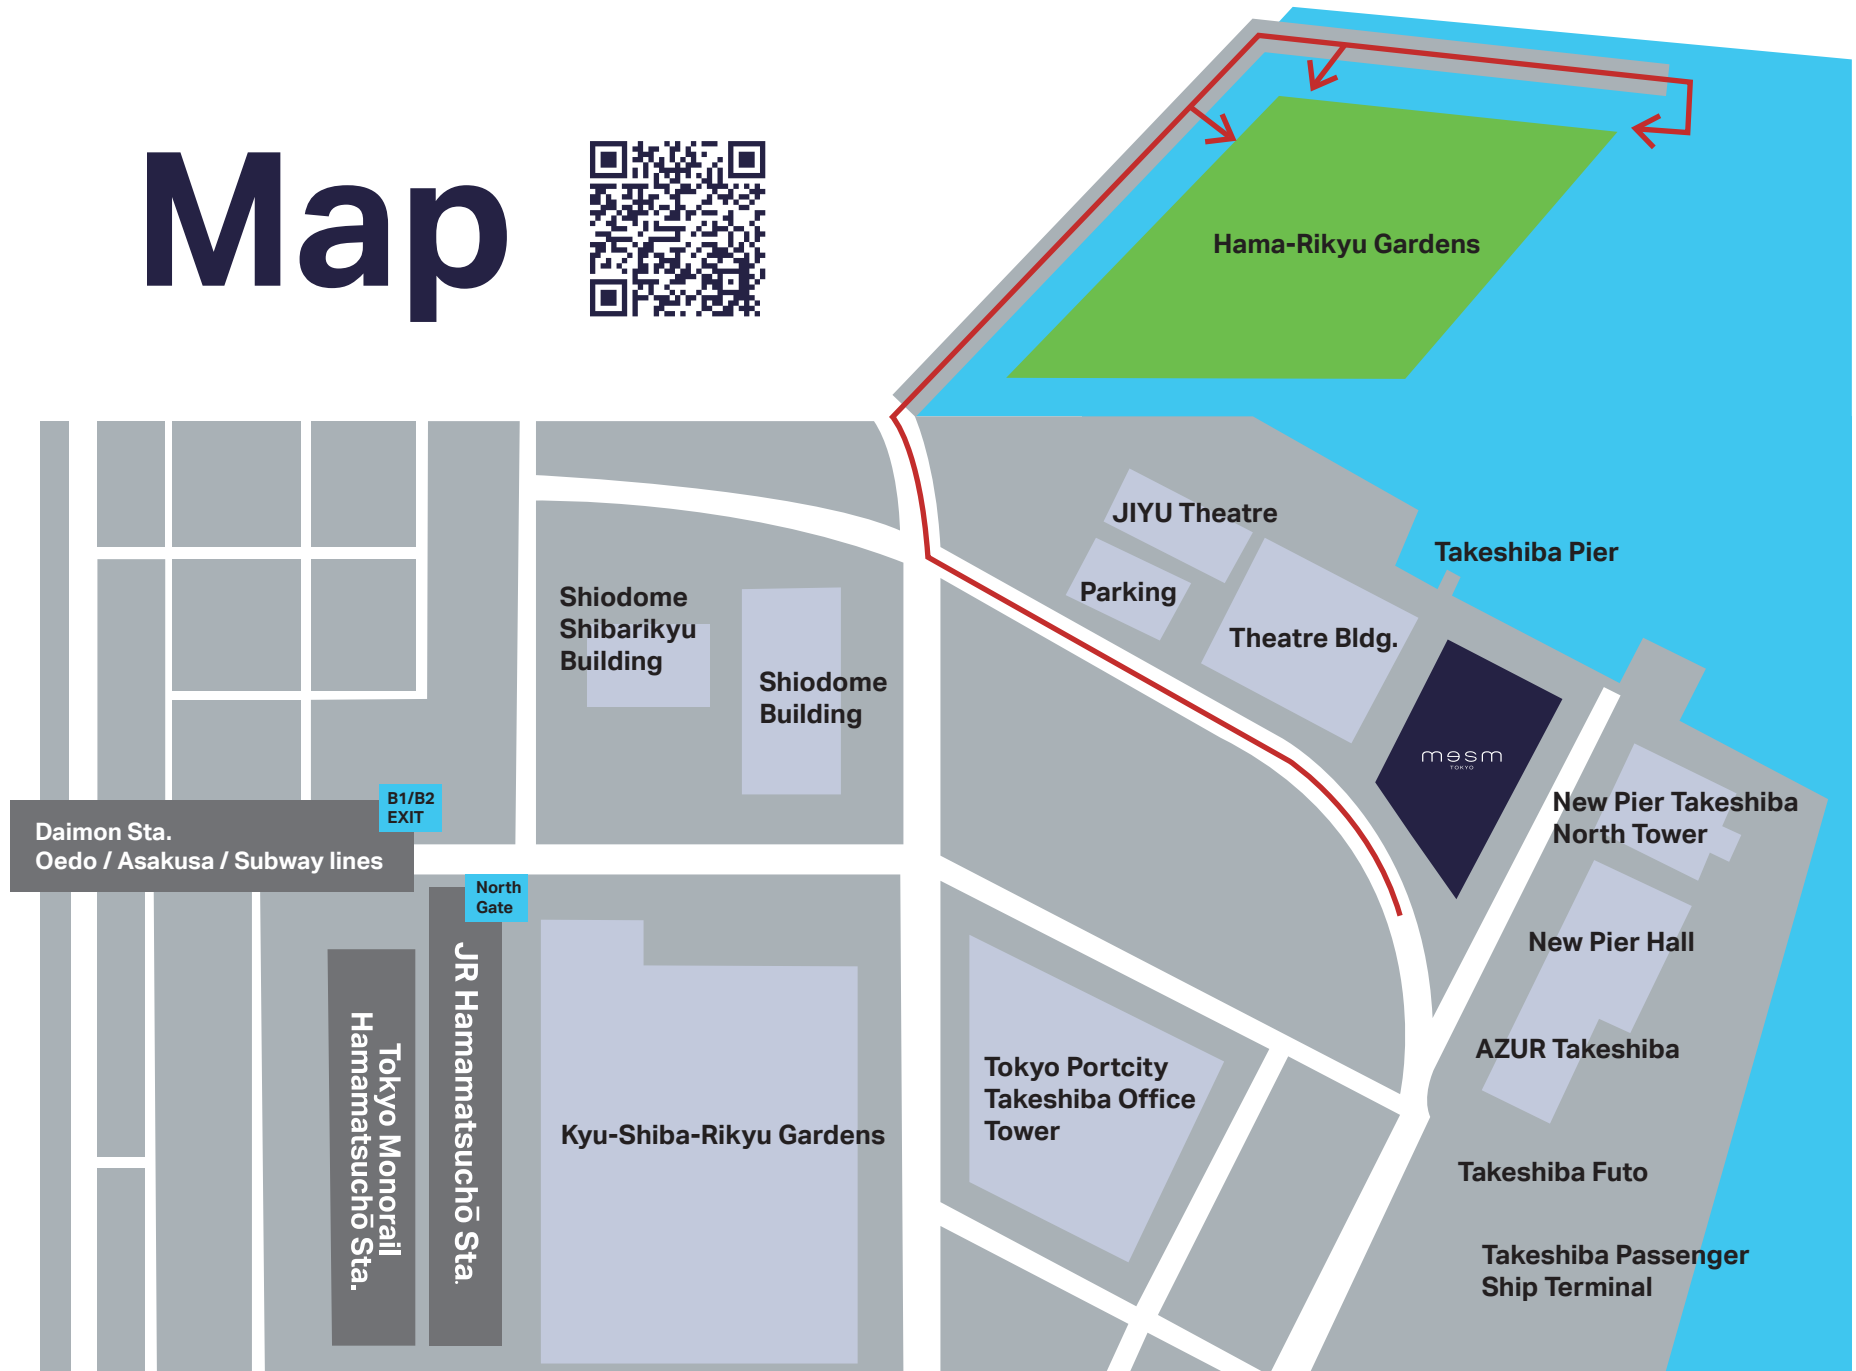 Map
Hama-Rikyu Gardens
JIYU Theatre
Takeshiba Pier
Parking
Theatre Bldg.
Shiodome
Shibarikyu
Building
Shiodome
Building
mesm
TOKYO
B1/B2
EXIT
Daimon Sta.
Oedo / Asakusa / Subway lines
New Pier Takeshiba
North Tower
North
Gate
New Pier Hall
JR Hamamatsuchō Sta.
Tokyo Monorail
Hamamatsuchō Sta.
Kyu-Shiba-Rikyu Gardens
Tokyo Portcity
Takeshiba Office
Tower
AZUR Takeshiba
Takeshiba Futo
Takeshiba Passenger
Ship Terminal